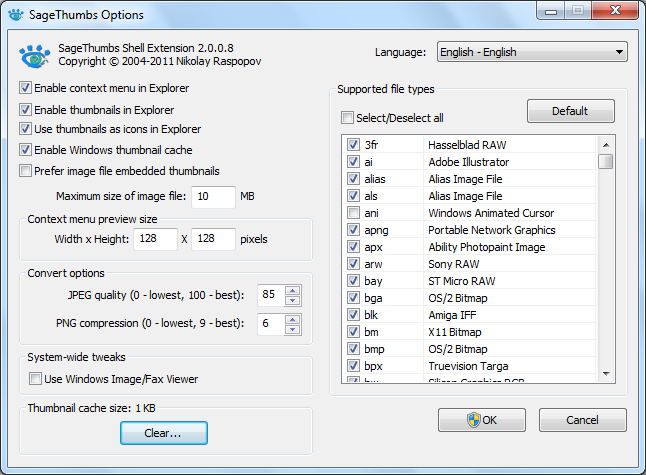 SageThumbs Options
SageThumbs Shell Extension 2.0.0.8
Copyright © 2004-2011 Nikolay Raspopov
Language: English - English
Enable context menu in Explorer
Enable thumbnails in Explorer
Use thumbnails as icons in Explorer
Enable Windows thumbnail cache
Prefer image file embedded thumbnails
Maximum size of image file: 10 MB
Context menu preview size
Width x Height: 128 X 128 pixels
Convert options
JPEG quality (0 - lowest, 100 - best): 85
PNG compression (0 - lowest, 9 - best): 6
System-wide tweaks
Use Windows Image/Fax Viewer
Thumbnail cache size: 1 KB
Clear...
Supported file types
Select/Deselect all
Default
3fr Hasselblad RAW
ai Adobe Illustrator
alias Alias Image File
als Alias Image File
ani Windows Animated Cursor
apng Portable Network Graphics
apx Ability Photopaint Image
arw Sony RAW
bay ST Micro RAW
bga OS/2 Bitmap
blk Amiga IFF
bm X11 Bitmap
bmp OS/2 Bitmap
bpx Truevision Targa
bw Silicon Graphics RGB
OK
Cancel